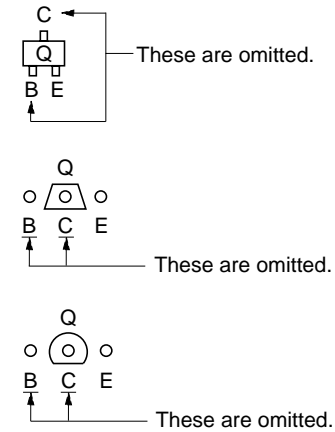 C
Q
These are omitted.
B E
Q
B C E
These are omitted.
Q
B C E
These are omitted.